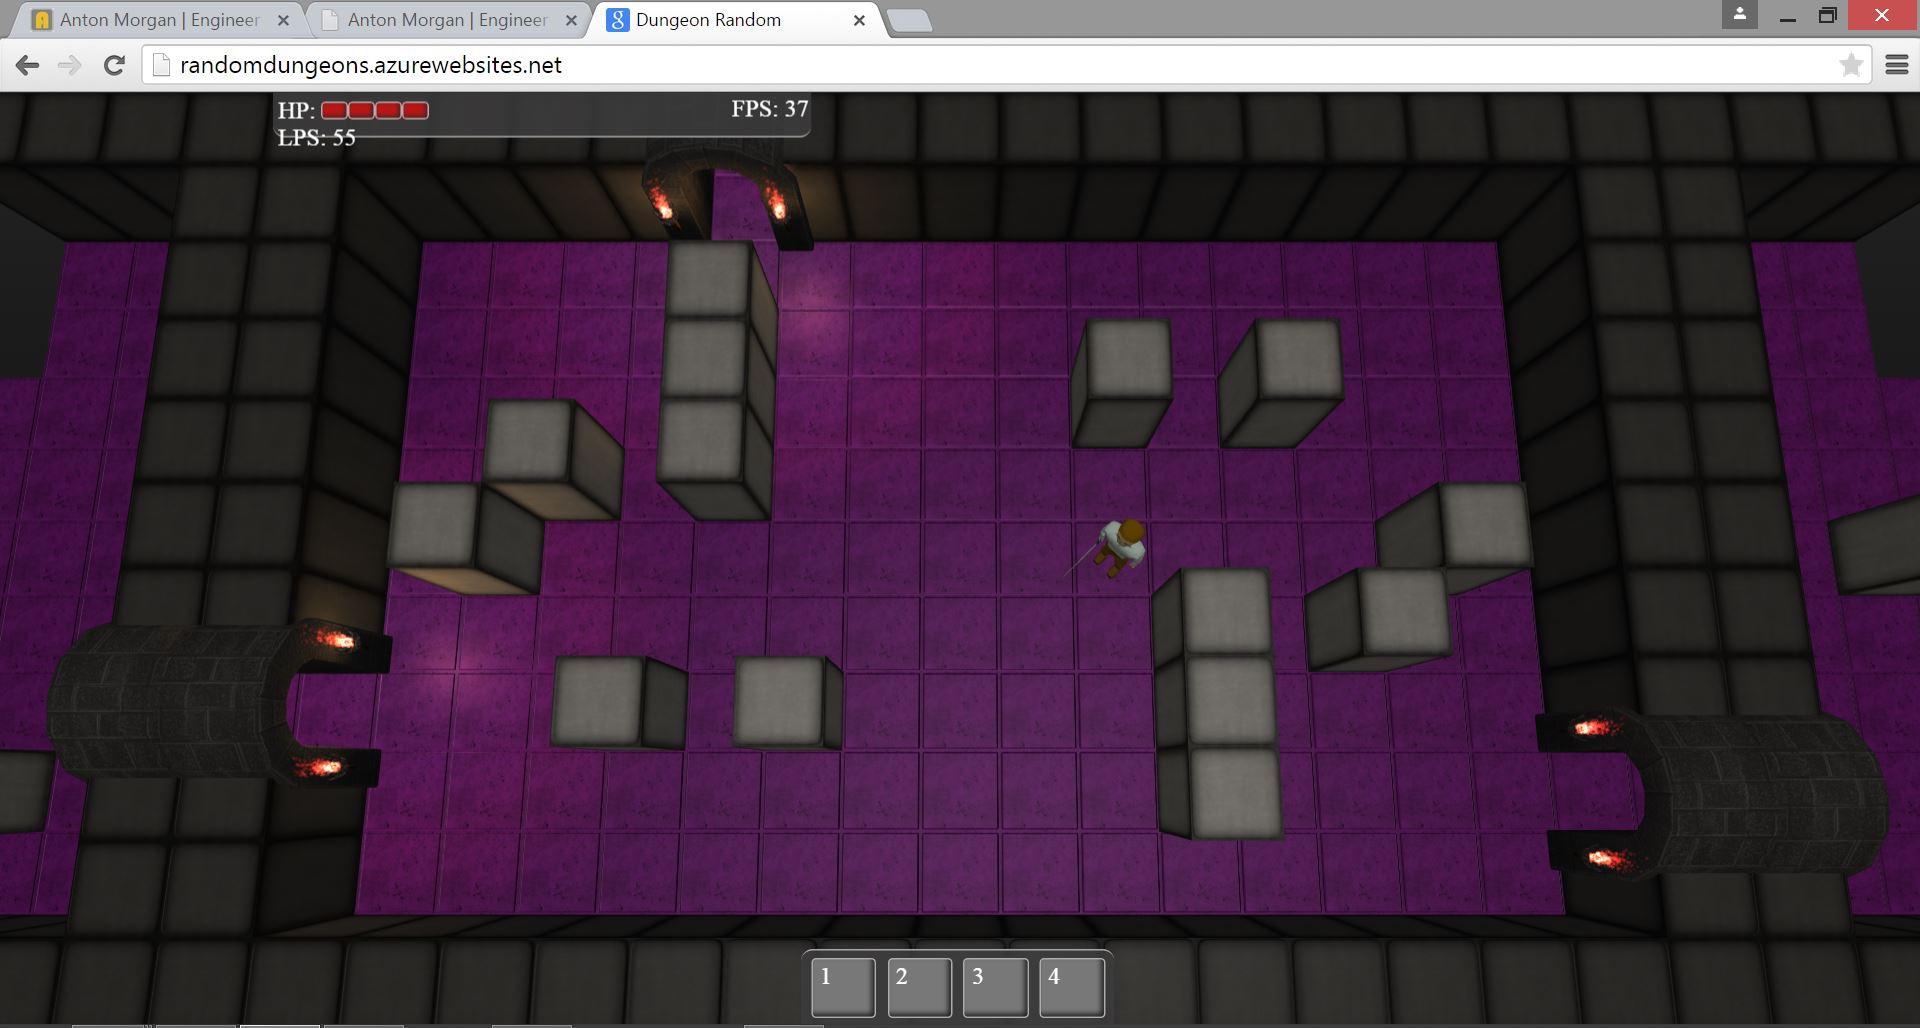 Anton Morgan | Engineer
Anton Morgan | Engineer
Dungeon Random
randomdungeons.azurewebsites.net
HP:
FPS: 37
LPS: 55
1
2
3
4